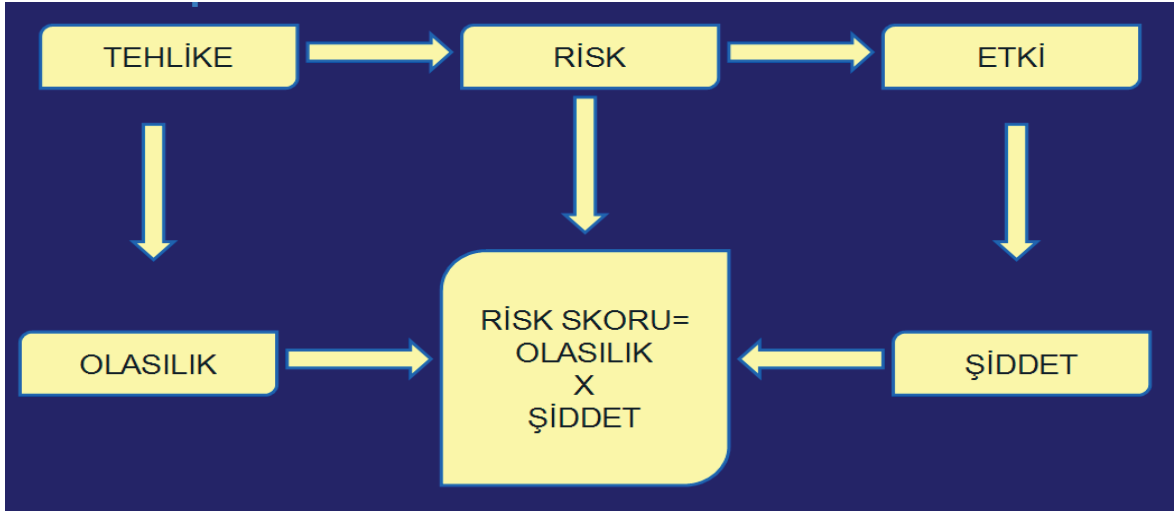 TEHLİKE
RİSK
ETKİ
OLASILIK
RİSK SKORU=
OLASILIK
X
ŞİDDET
ŞİDDET